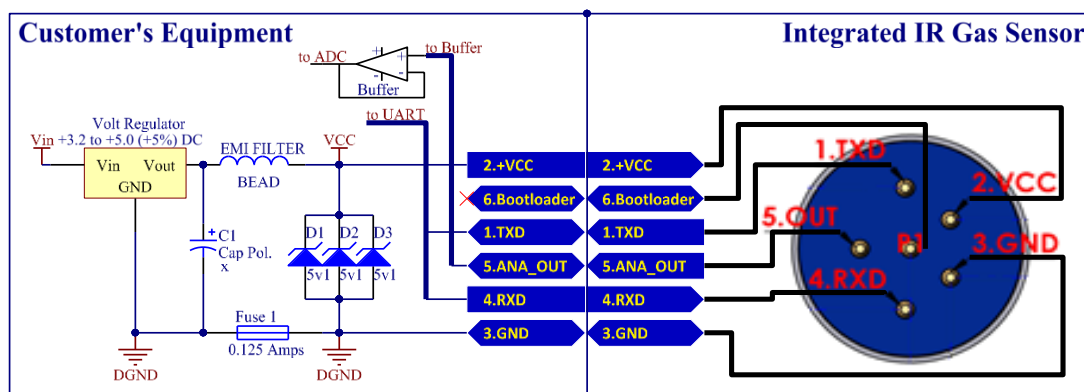 Customer's Equipment
Integrated IR Gas Sensor
to Buffer
to ADC
+
-
+
-
Buffer
to UART
Volt Regulator
Vin +3.2 to +5.0 (+5%) DC
Vin Vout
GND
EMI FILTER
BEAD
VCC
+
C1
Cap Pol.
x
D1 D2 D3
5v1 5v1 5v1
Fuse 1
0.125 Amps
DGND
DGND
2.+VCC 2.+VCC
6.Bootloader 6.Bootloader
1.TXD 1.TXD
5.ANA_OUT 5.ANA_OUT
4.RXD 4.RXD
3.GND 3.GND
1.TXD
2.VCC
5.OUT
3.GND
4.RXD